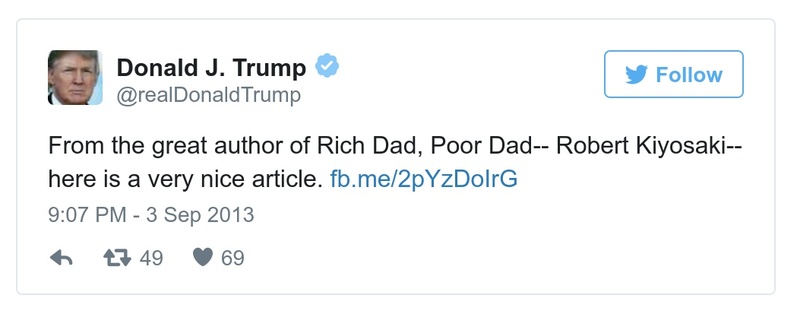 Donald J. Trump
@realDonaldTrump
Follow
From the great author of Rich Dad, Poor Dad-- Robert Kiyosaki--
here is a very nice article. fb.me/2pYzDolrG
9:07 PM - 3 Sep 2013
49 69